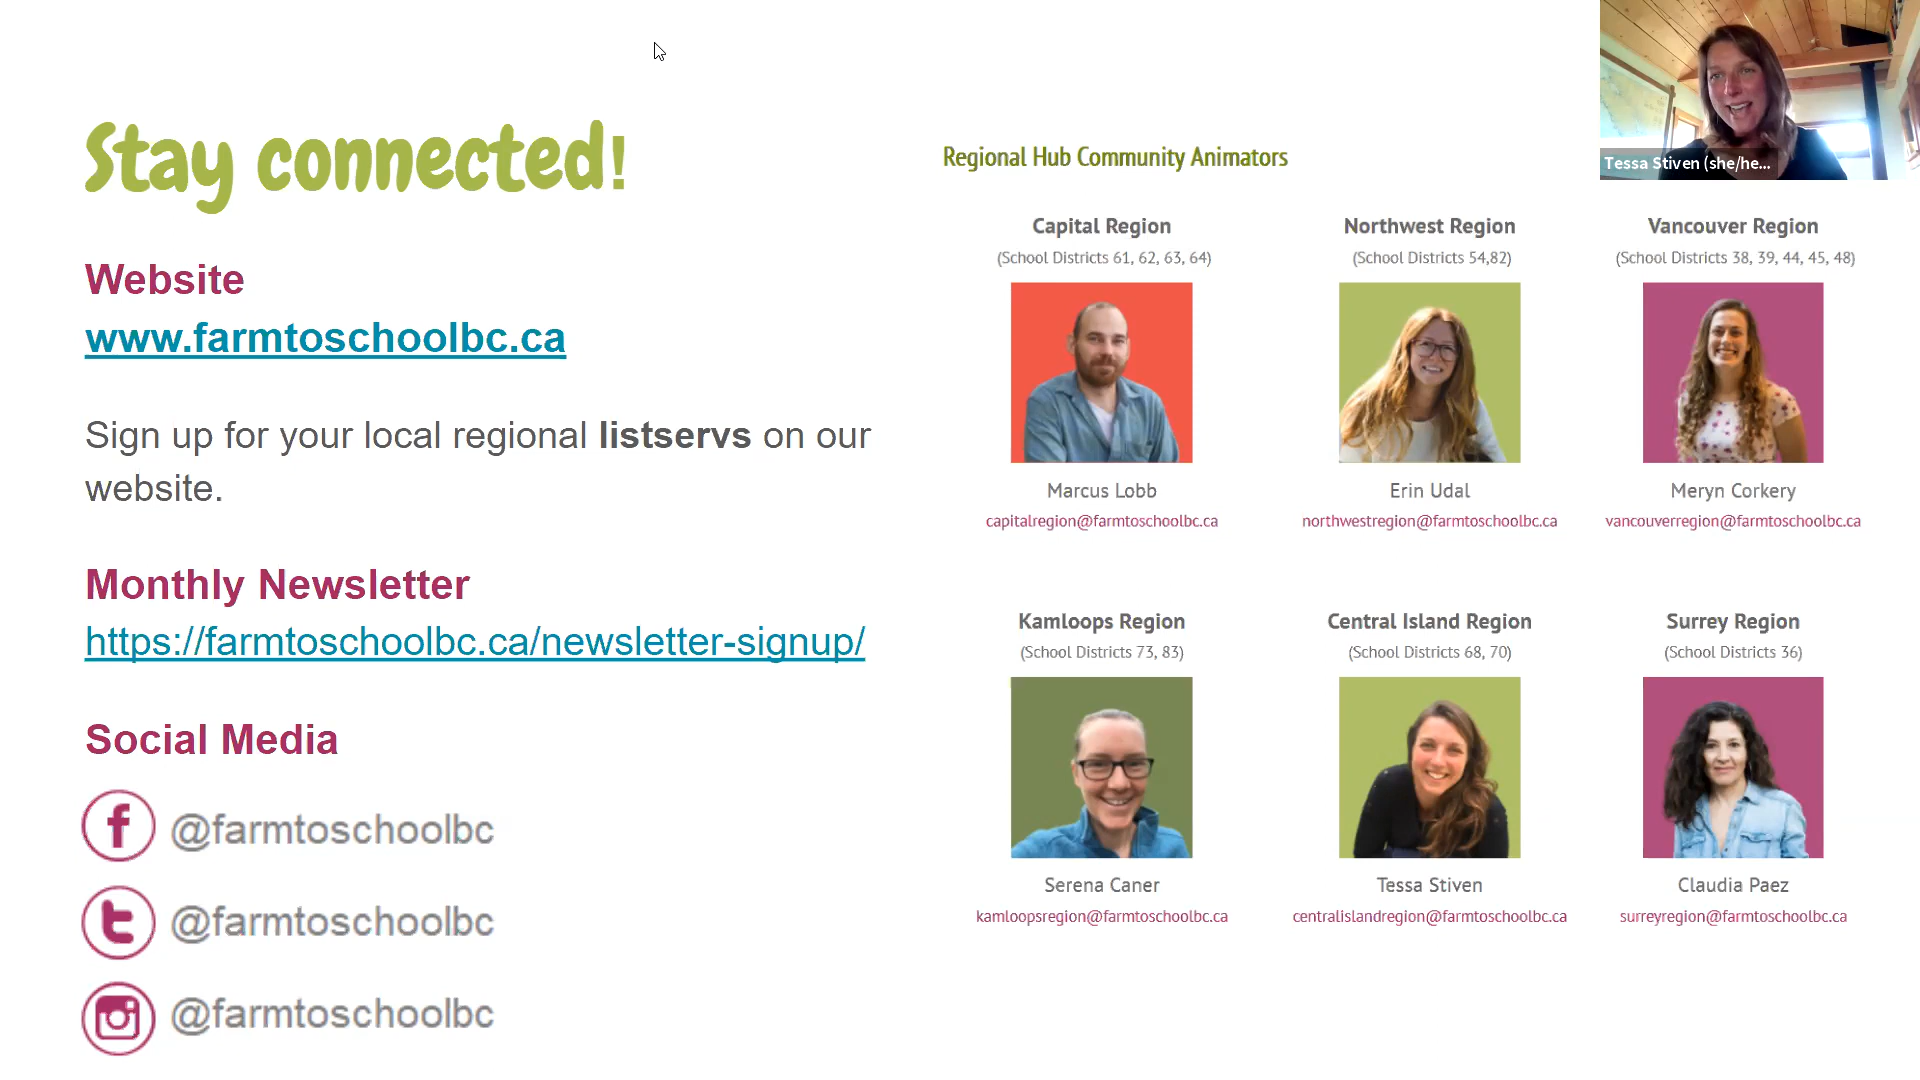 Stay connected!
Website
www.farmtoschoolbc.ca
Sign up for your local regional listservs on our
website.
Monthly Newsletter
https://farmtoschoolbc.ca/newsletter-signup/
Social Media
@farmtoschoolbc
@farmtoschoolbc
@farmtoschoolbc
Regional Hub Community Animators
Capital Region
(School Districts 61, 62, 63, 64)
Marcus Lobb
capitalregion@farmtoschoolbc.ca
Northwest Region
(School Districts 54,82)
Erin Udal
northwestregion@farmtoschoolbc.ca
Vancouver Region
(School Districts 38, 39, 44, 45, 48)
Meryn Corkery
vancouverregion@farmtoschoolbc.ca
Kamloops Region
(School Districts 73, 83)
Serena Caner
kamloopsregion@farmtoschoolbc.ca
Central Island Region
(School Districts 68, 70)
Tessa Stiven
centralislandregion@farmtoschoolbc.ca
Surrey Region
(School Districts 36)
Claudia Paez
surreyregion@farmtoschoolbc.ca
Tessa Stiven (she/he...